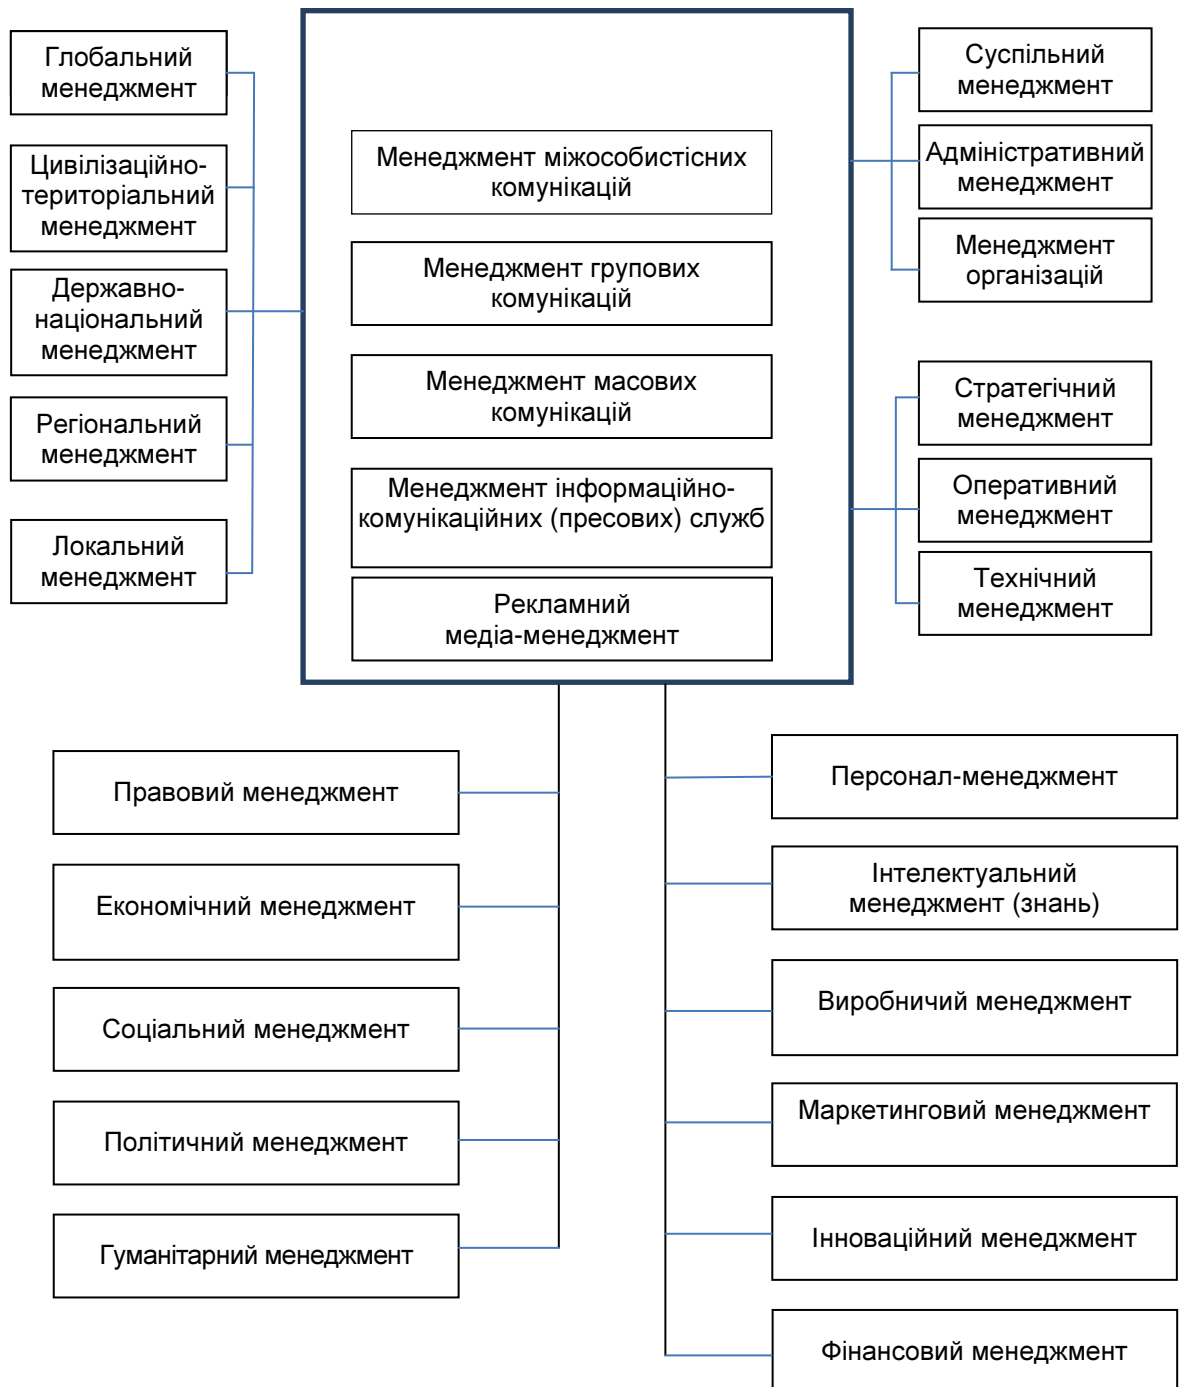 Глобальний
менеджмент
Цивілізаційно-
територіальний
менеджмент
Державно-
національний
менеджмент
Регіональний
менеджмент
Локальний
менеджмент
Менеджмент міжособистісних
комунікацій
Менеджмент групових
комунікацій
Менеджмент масових
комунікацій
Менеджмент інформаційно-
комунікаційних (пресових) служб
Рекламний
медіа-менеджмент
Суспільний
менеджмент
Адміністративний
менеджмент
Менеджмент
організацій
Стратегічний
менеджмент
Оперативний
менеджмент
Технічний
менеджмент
Правовий менеджмент
Економічний менеджмент
Соціальний менеджмент
Політичний менеджмент
Гуманітарний менеджмент
Персонал-менеджмент
Інтелектуальний
менеджмент (знань)
Виробничий менеджмент
Маркетинговий менеджмент
Інноваційний менеджмент
Фінансовий менеджмент